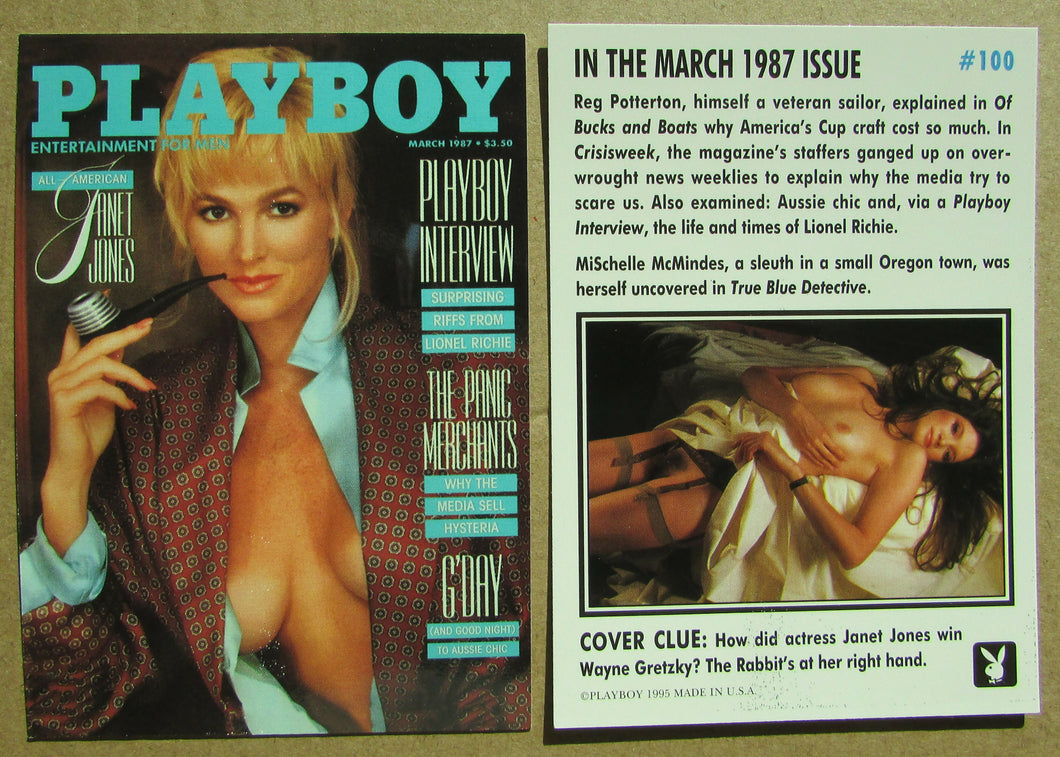 PLAYBOY
ENTERTAINMENT FOR MEN
MARCH 1987 • $3.50
ALL-AMERICAN
JANET
JONES
PLAYBOY
INTERVIEW
SURPRISING
RIFFS FROM
LIONEL RICHIE
THE PANIC
MERCHANTS
WHY THE
MEDIA SELL
HYSTERIA
G'DAY
(AND GOOD NIGHT)
TO AUSSIE CHIC
IN THE MARCH 1987 ISSUE #100
Reg Potterton, himself a veteran sailor, explained in Of
Bucks and Boats why America's Cup craft cost so much. In
Crisisweek, the magazine's staffers ganged up on over-
wrought news weeklies to explain why the media try to
scare us. Also examined: Aussie chic and, via a Playboy
Interview, the life and times of Lionel Richie.
MiSchelle McMindes, a sleuth in a small Oregon town, was
herself uncovered in True Blue Detective.
COVER CLUE: How did actress Janet Jones win
Wayne Gretzky? The Rabbit's at her right hand.
©PLAYBOY 1995 MADE IN U.S.A.